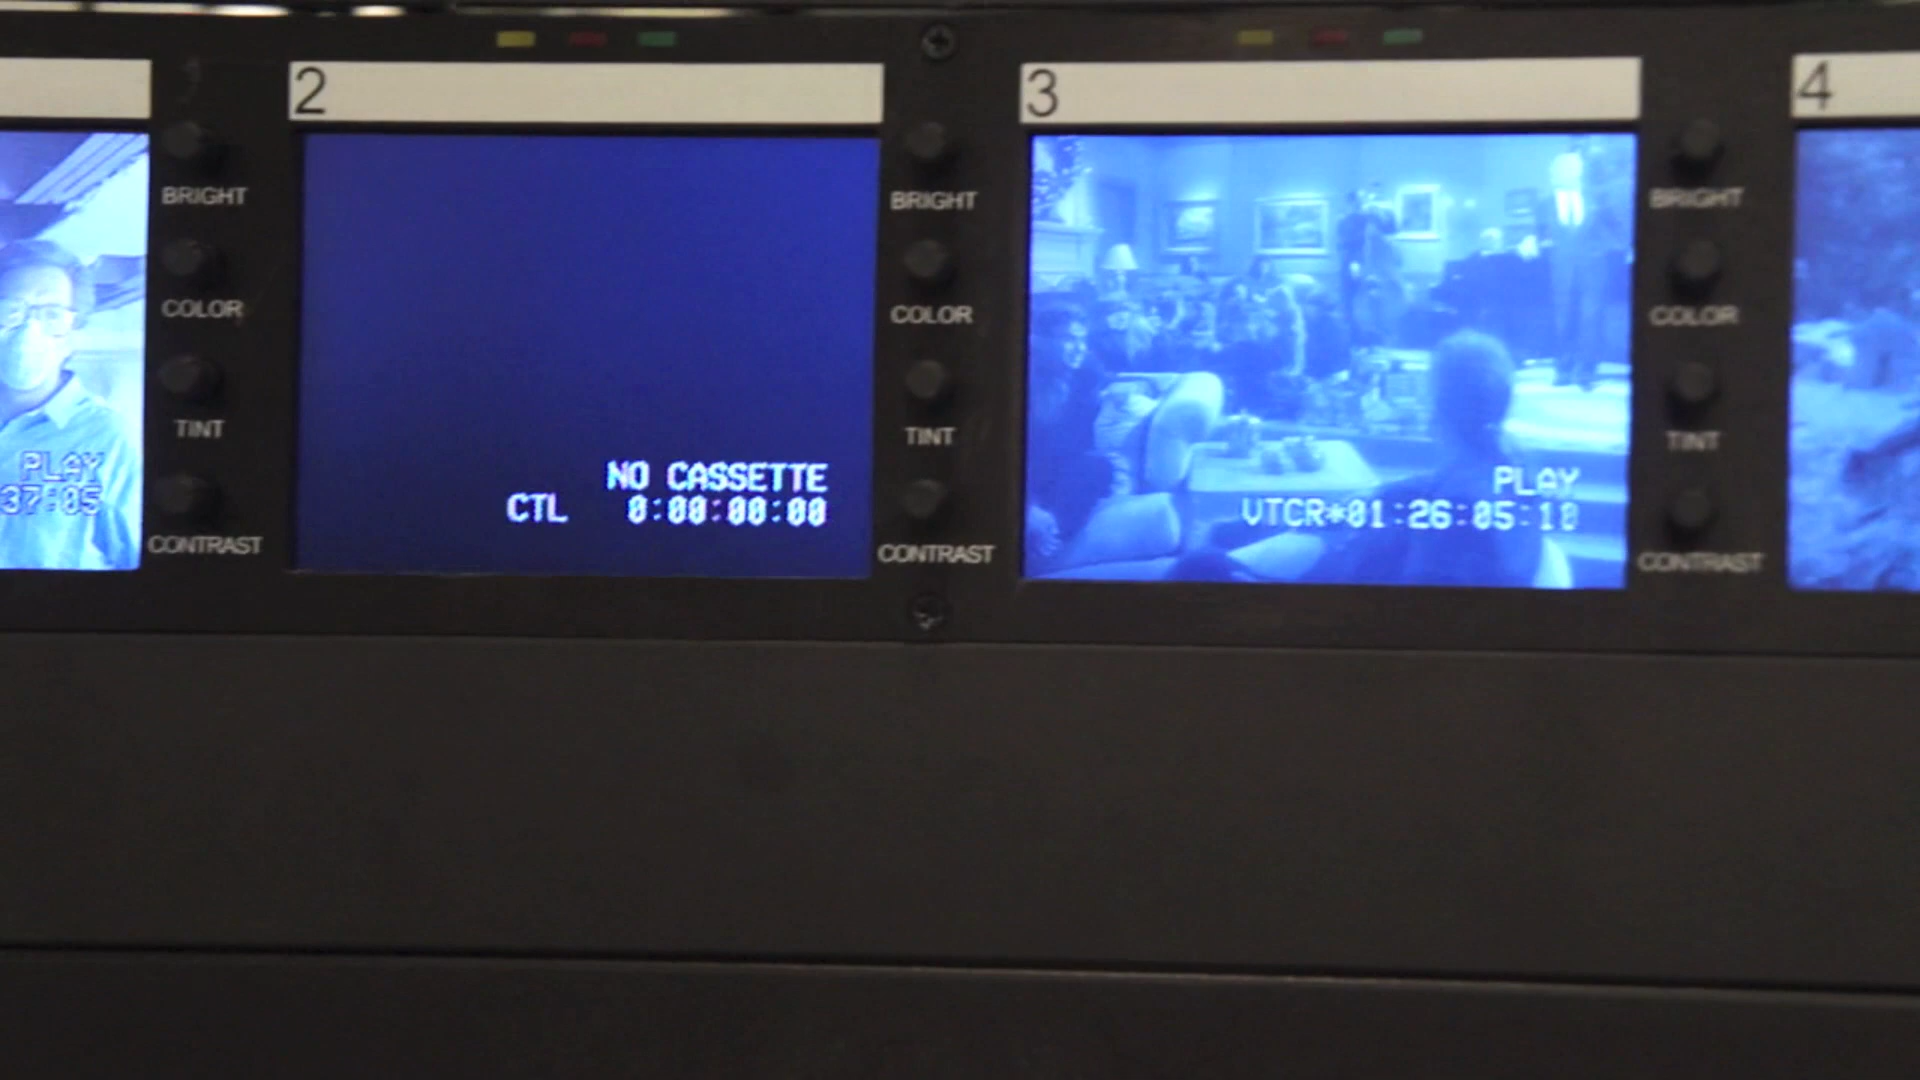 2
3
4
BRIGHT
BRIGHT
BRIGHT
COLOR
COLOR
COLOR
TINT
TINT
TINT
PLAY
37:05
NO CASSETTE
CTL 0:00:00:00
PLAY
VTCR*01:26:05:10
CONTRAST
CONTRAST
CONTRAST